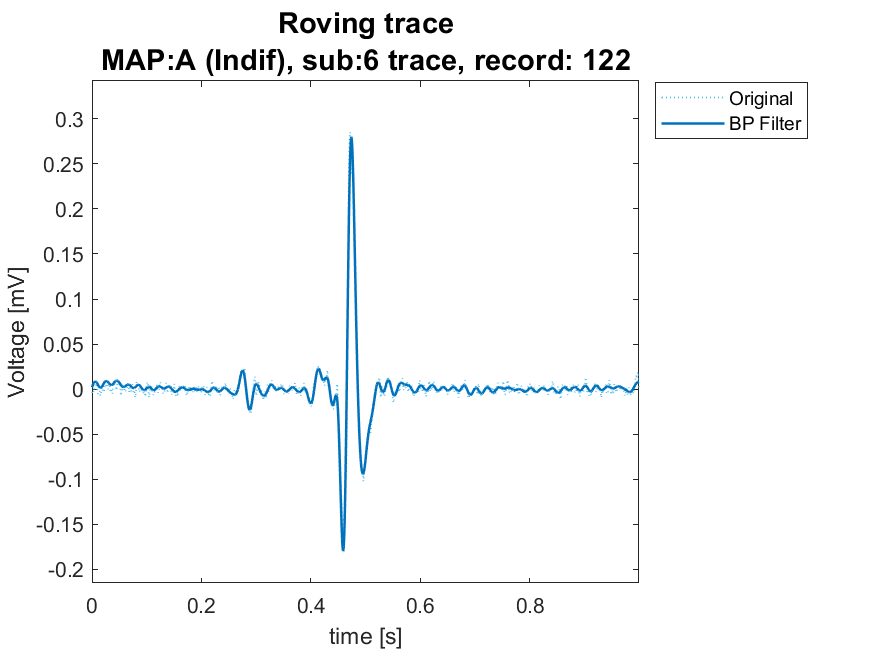 Roving trace
MAP:A (Indif), sub:6 trace, record: 122
Original
BP Filter
0.3
0.25
0.2
0.15
0.1
0.05
0
-0.05
-0.1
-0.15
-0.2
Voltage [mV]
0 0.2 0.4 0.6 0.8
time [s]